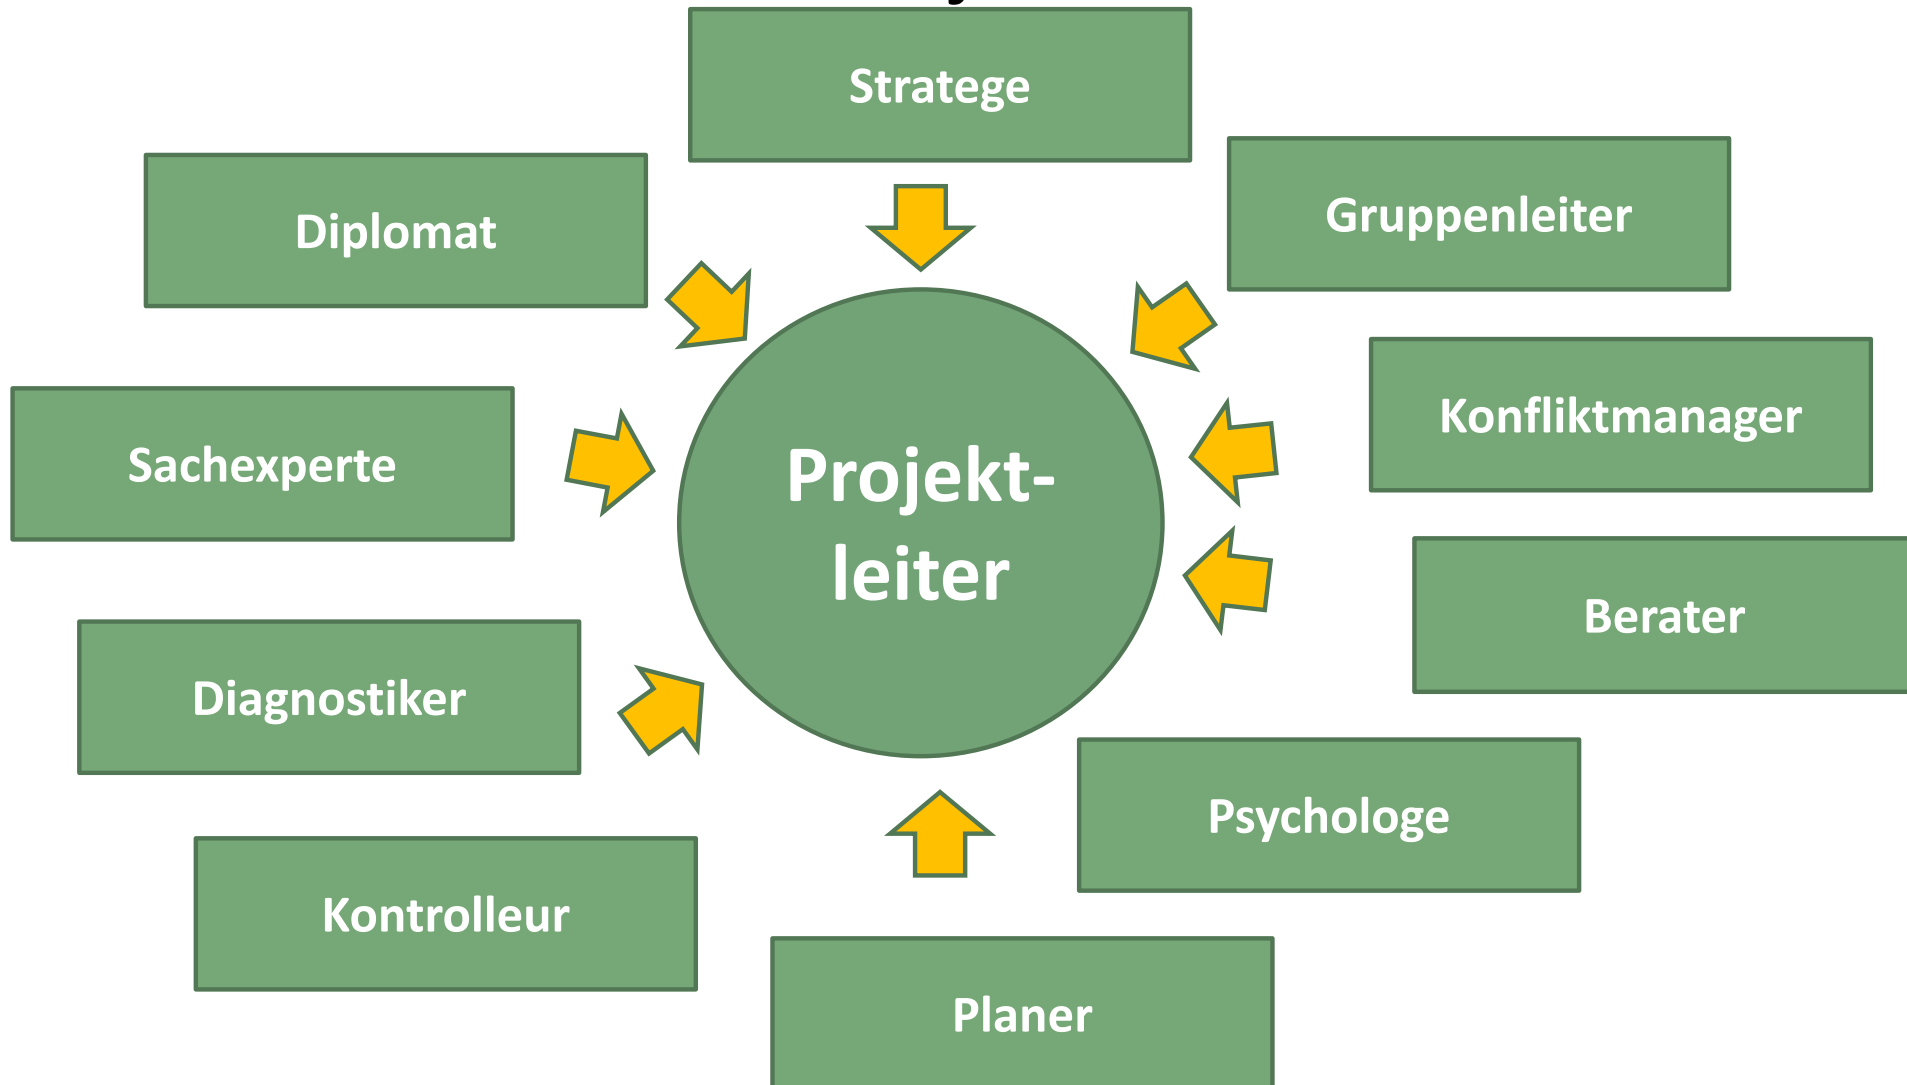 Stratege
Diplomat
Gruppenleiter
Konfliktmanager
Sachexperte
Projekt-
leiter
Berater
Diagnostiker
Psychologe
Kontrolleur
Planer